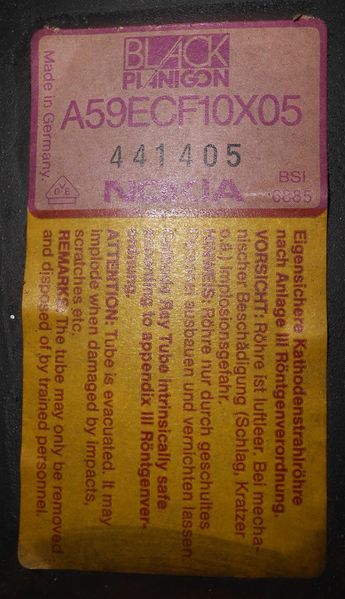 BLACK
PLANIGON
A59ECF10X05
441405
NOKIA
Made in Germany
DE
BSI
6885
Eigensichere Kathodenstrahlröhre
nach Anlage III Röntgenverordnung.
VORSICHT: Röhre ist luftleer. Bei mecha-
nischer Beschädigung (Schlag, Kratzer
o.ä.) Implosionsgefahr.
HINWEIS: Röhre nur durch geschultes
ausbauen und vernichten lassen.
Ray Tube intrinsically safe
according to appendix III Röntgenver-
ordnung.
ATTENTION: Tube is evacuated. It may
implode when damaged by impacts,
scratches etc.
REMARKS: The tube may only be removed
and disposed of by trained personnel.